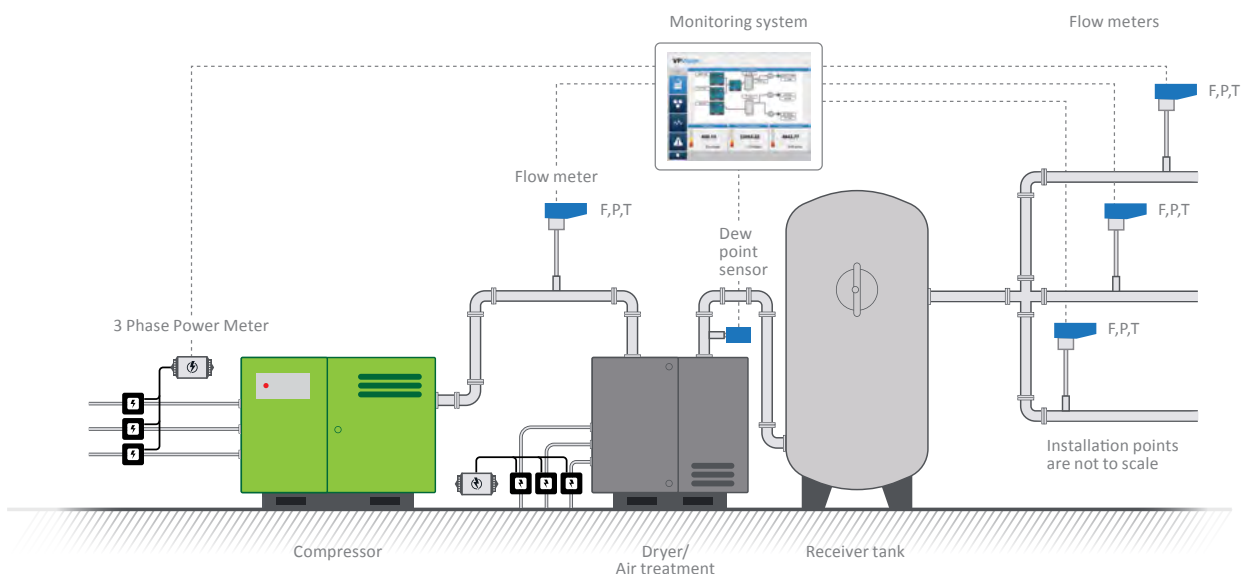 Monitoring system
Flow meters
VPVision
F,P,T
Flow meter
F,P,T
F,P,T
Dew
point
sensor
3 Phase Power Meter
F,P,T
Installation points
are not to scale
Compressor
Dryer/
Air treatment
Receiver tank